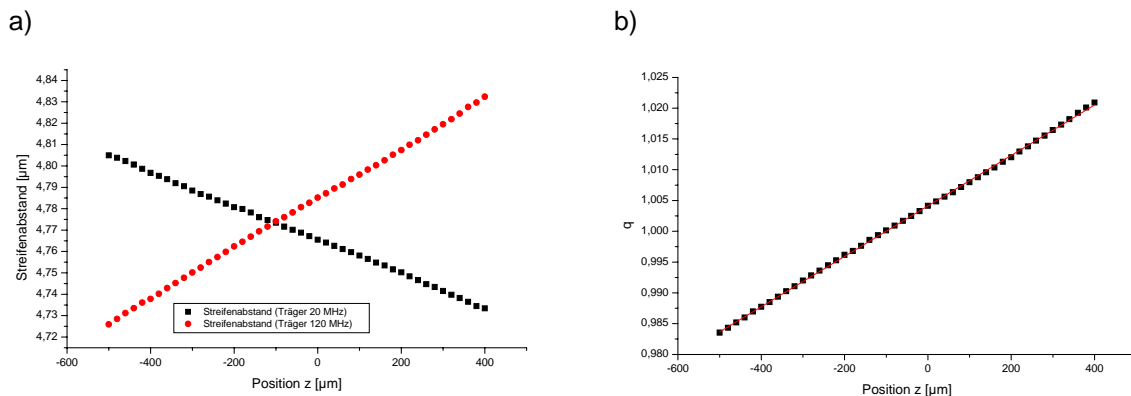 a)
4,84
4,83
4,82
4,81
4,80
4,79
4,78
4,77
4,76
4,75
4,74
4,73
4,72
Streifenabstand [µm]
Streifenabstand (Träger 20 MHz)
Streifenabstand (Träger 120 MHz)
-600 -400 -200 0 200 400
Position z [µm]
b)
1,025
1,020
1,015
1,010
1,005
1,000
0,995
0,990
0,985
0,980
q
-600 -400 -200 0 200 400
Position z [µm]